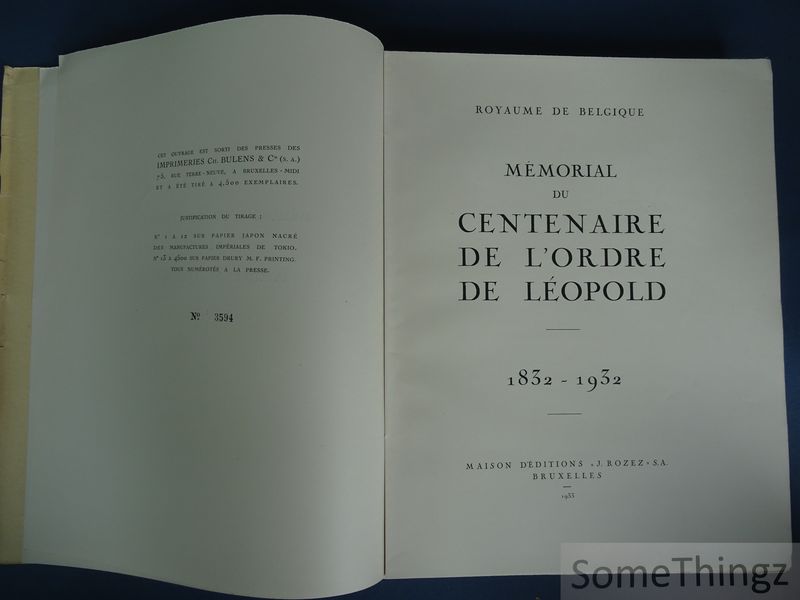 CET OUVRAGE EST SORTI DES PRESSES DES
IMPRIMERIES CH. BULENS & Cie (S. A.)
75, RUE TERRE-NEUVE, A BRUXELLES-MIDI
ET A ÉTÉ TIRÉ A 4.500 EXEMPLAIRES.
JUSTIFICATION DU TIRAGE :
Nos 1 A 12 SUR PAPIER JAPON NACRÉ
DES MANUFACTURES IMPÉRIALES DE TOKIO.
Nos 13 à 4500 SUR PAPIER DRURY M. F. PRINTING
TOUS NUMÉROTÉS A LA PRESSE.
No 3594
ROYAUME DE BELGIQUE
MÉMORIAL
DU
CENTENAIRE
DE L'ORDRE
DE LÉOPOLD
1832 - 1932
MAISON D'ÉDITIONS « J. ROZEZ » S.A.
BRUXELLES
1933
SomeThingz